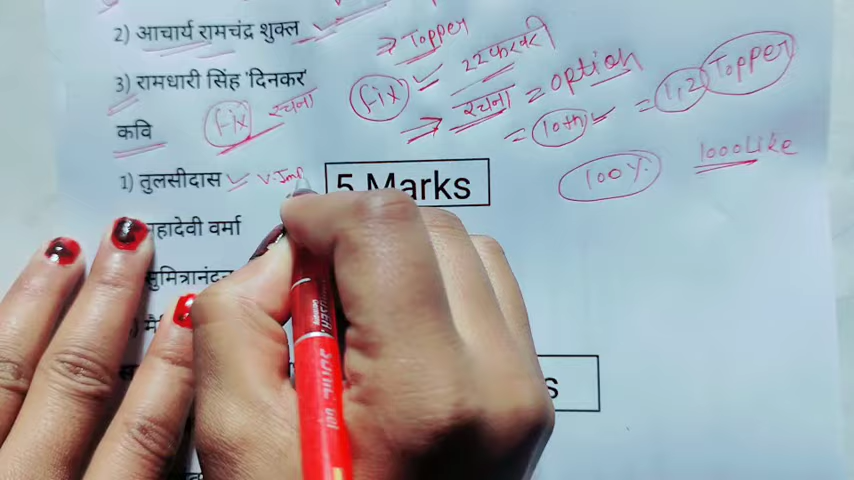 2) आचार्य रामचंद्र शुक्ल
⇒ Topper
3) रामधारी सिंह 'दिनकर'
Fix रचना
Fix
22 फरवरी
⇒ रचना = option
= 10th
= 1,2 Topper
कवि
1) तुलसीदास V.Imp
5 Marks
100%
1000 Like
महादेवी वर्मा
सुमित्रानंदन